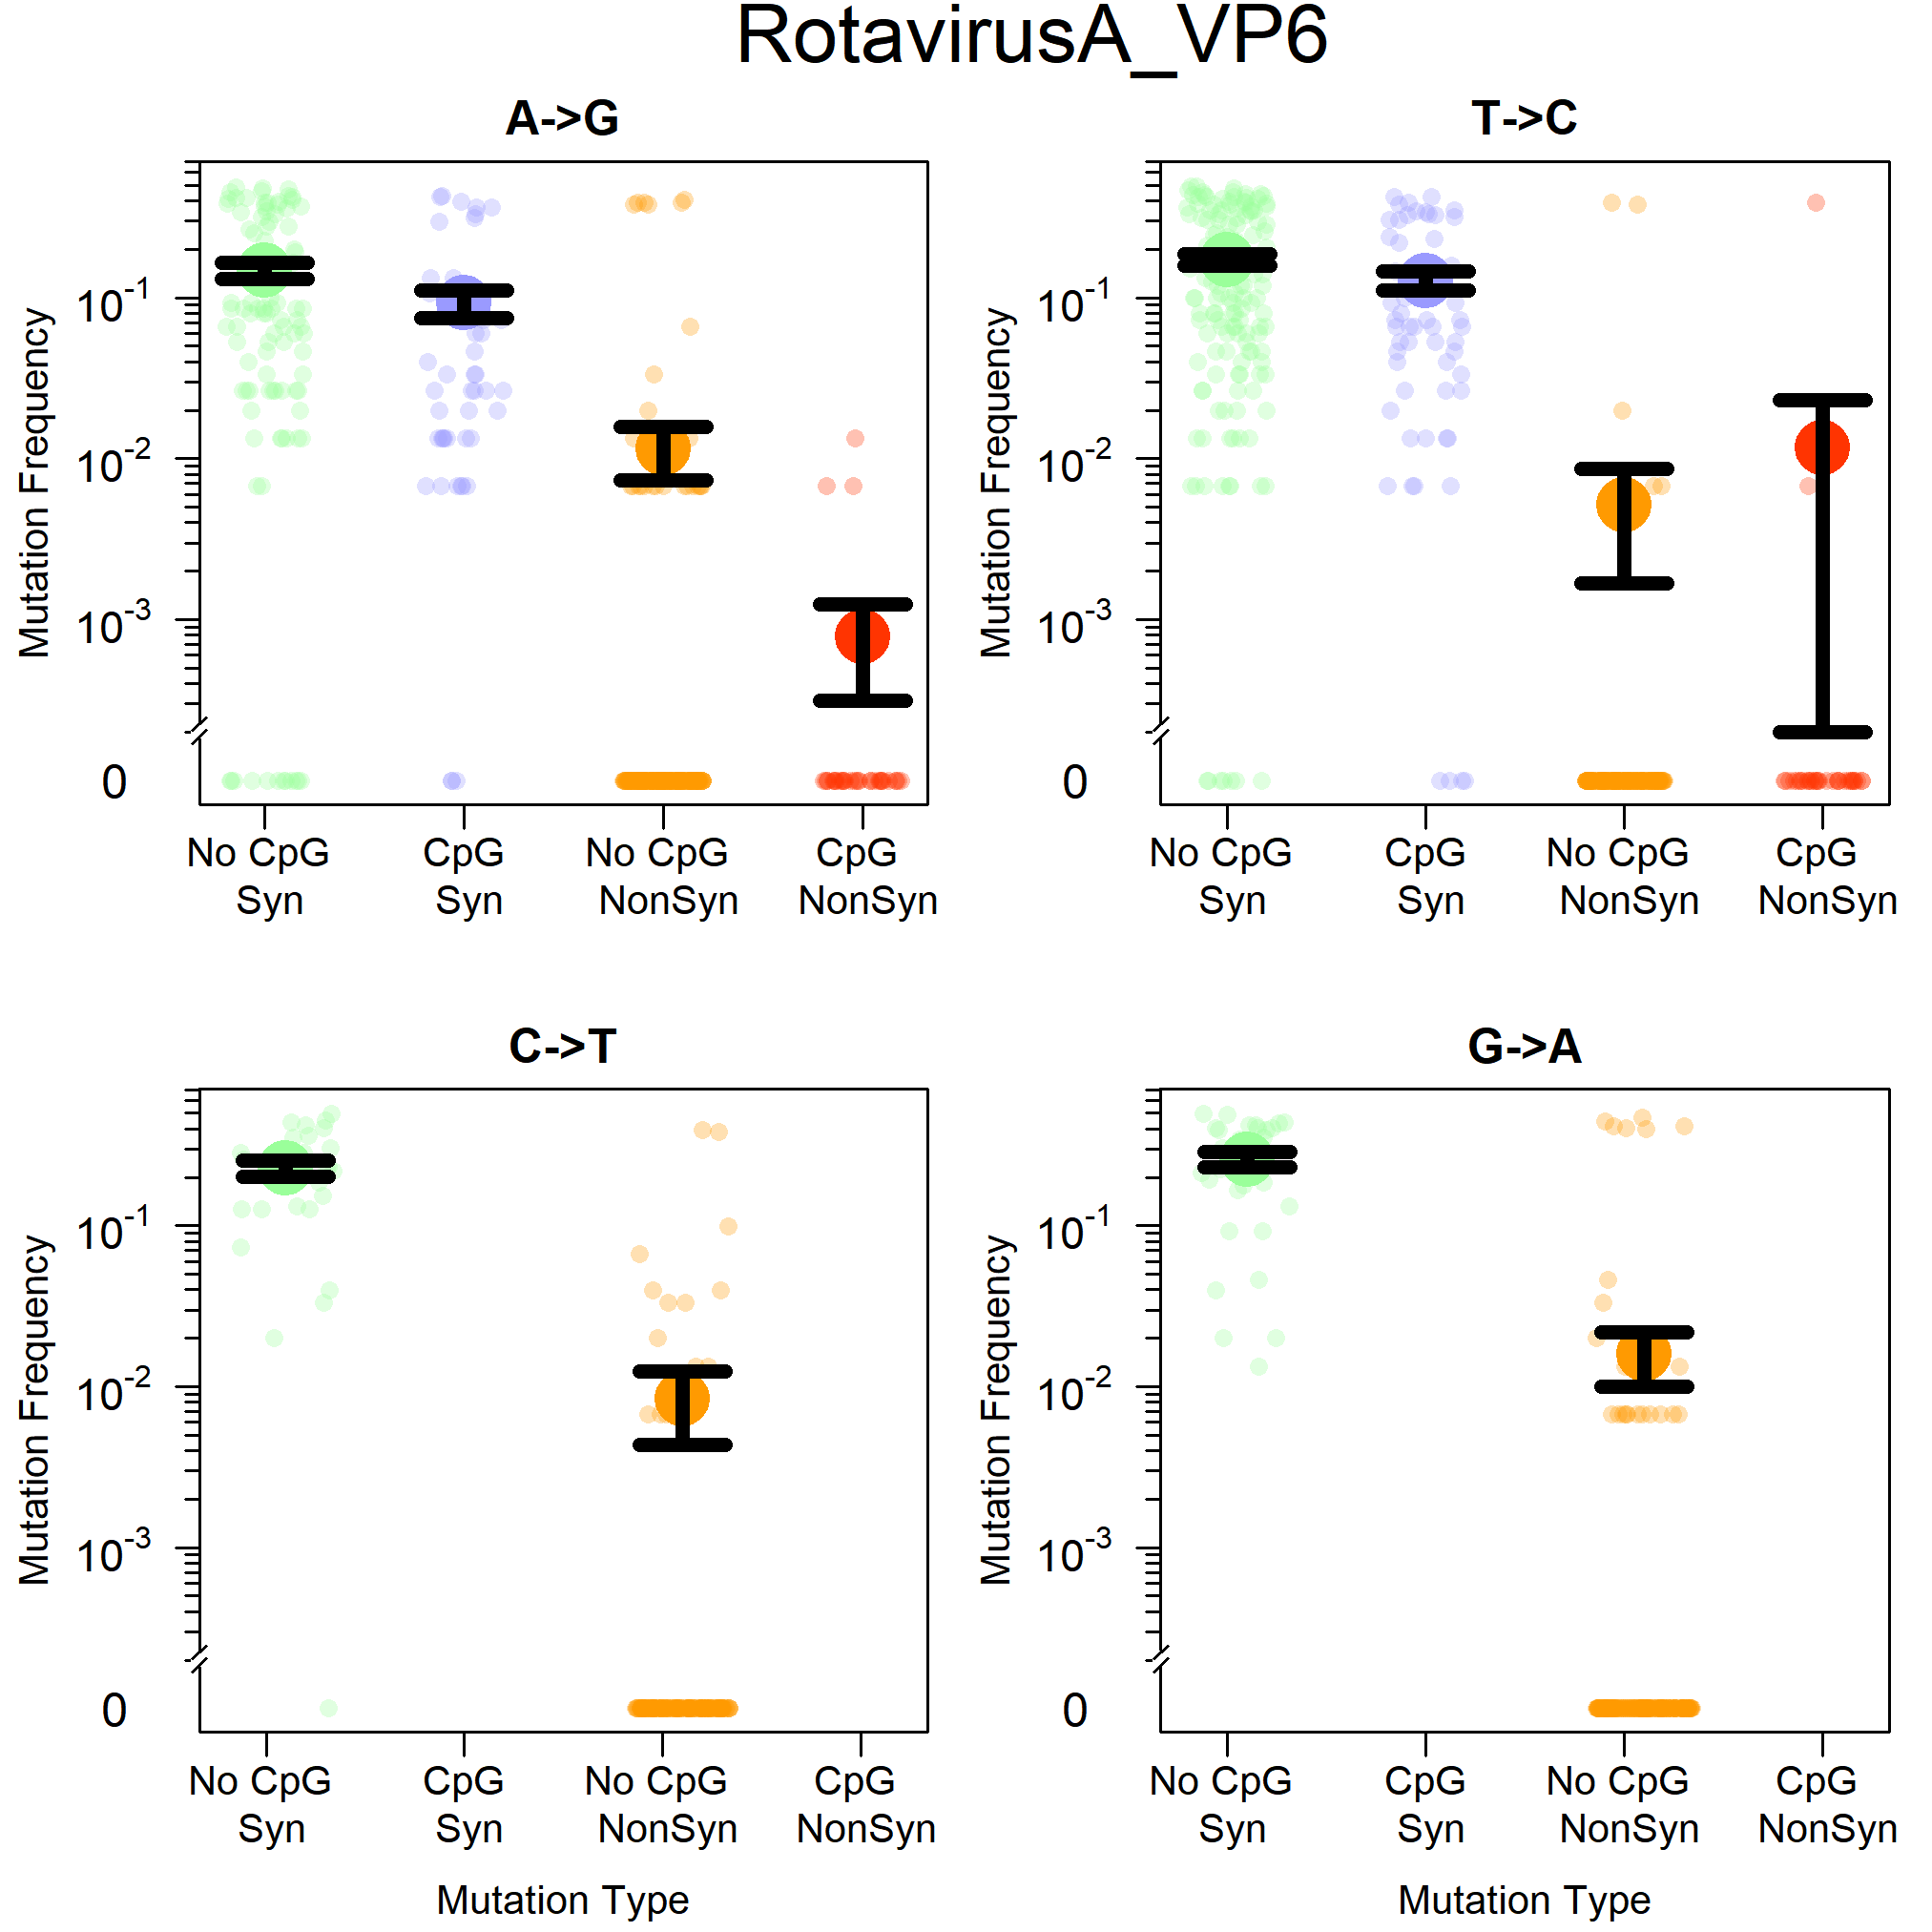 RotavirusA_VP6
A->G
Mutation Frequency
10-1
10-2
10-3
0
No CpG CpG No CpG CpG
Syn Syn NonSyn NonSyn
T->C
Mutation Frequency
10-1
10-2
10-3
0
No CpG CpG No CpG CpG
Syn Syn NonSyn NonSyn
C->T
Mutation Frequency
10-1
10-2
10-3
0
No CpG CpG No CpG CpG
Syn Syn NonSyn NonSyn
Mutation Type
G->A
Mutation Frequency
10-1
10-2
10-3
0
No CpG CpG No CpG CpG
Syn Syn NonSyn NonSyn
Mutation Type